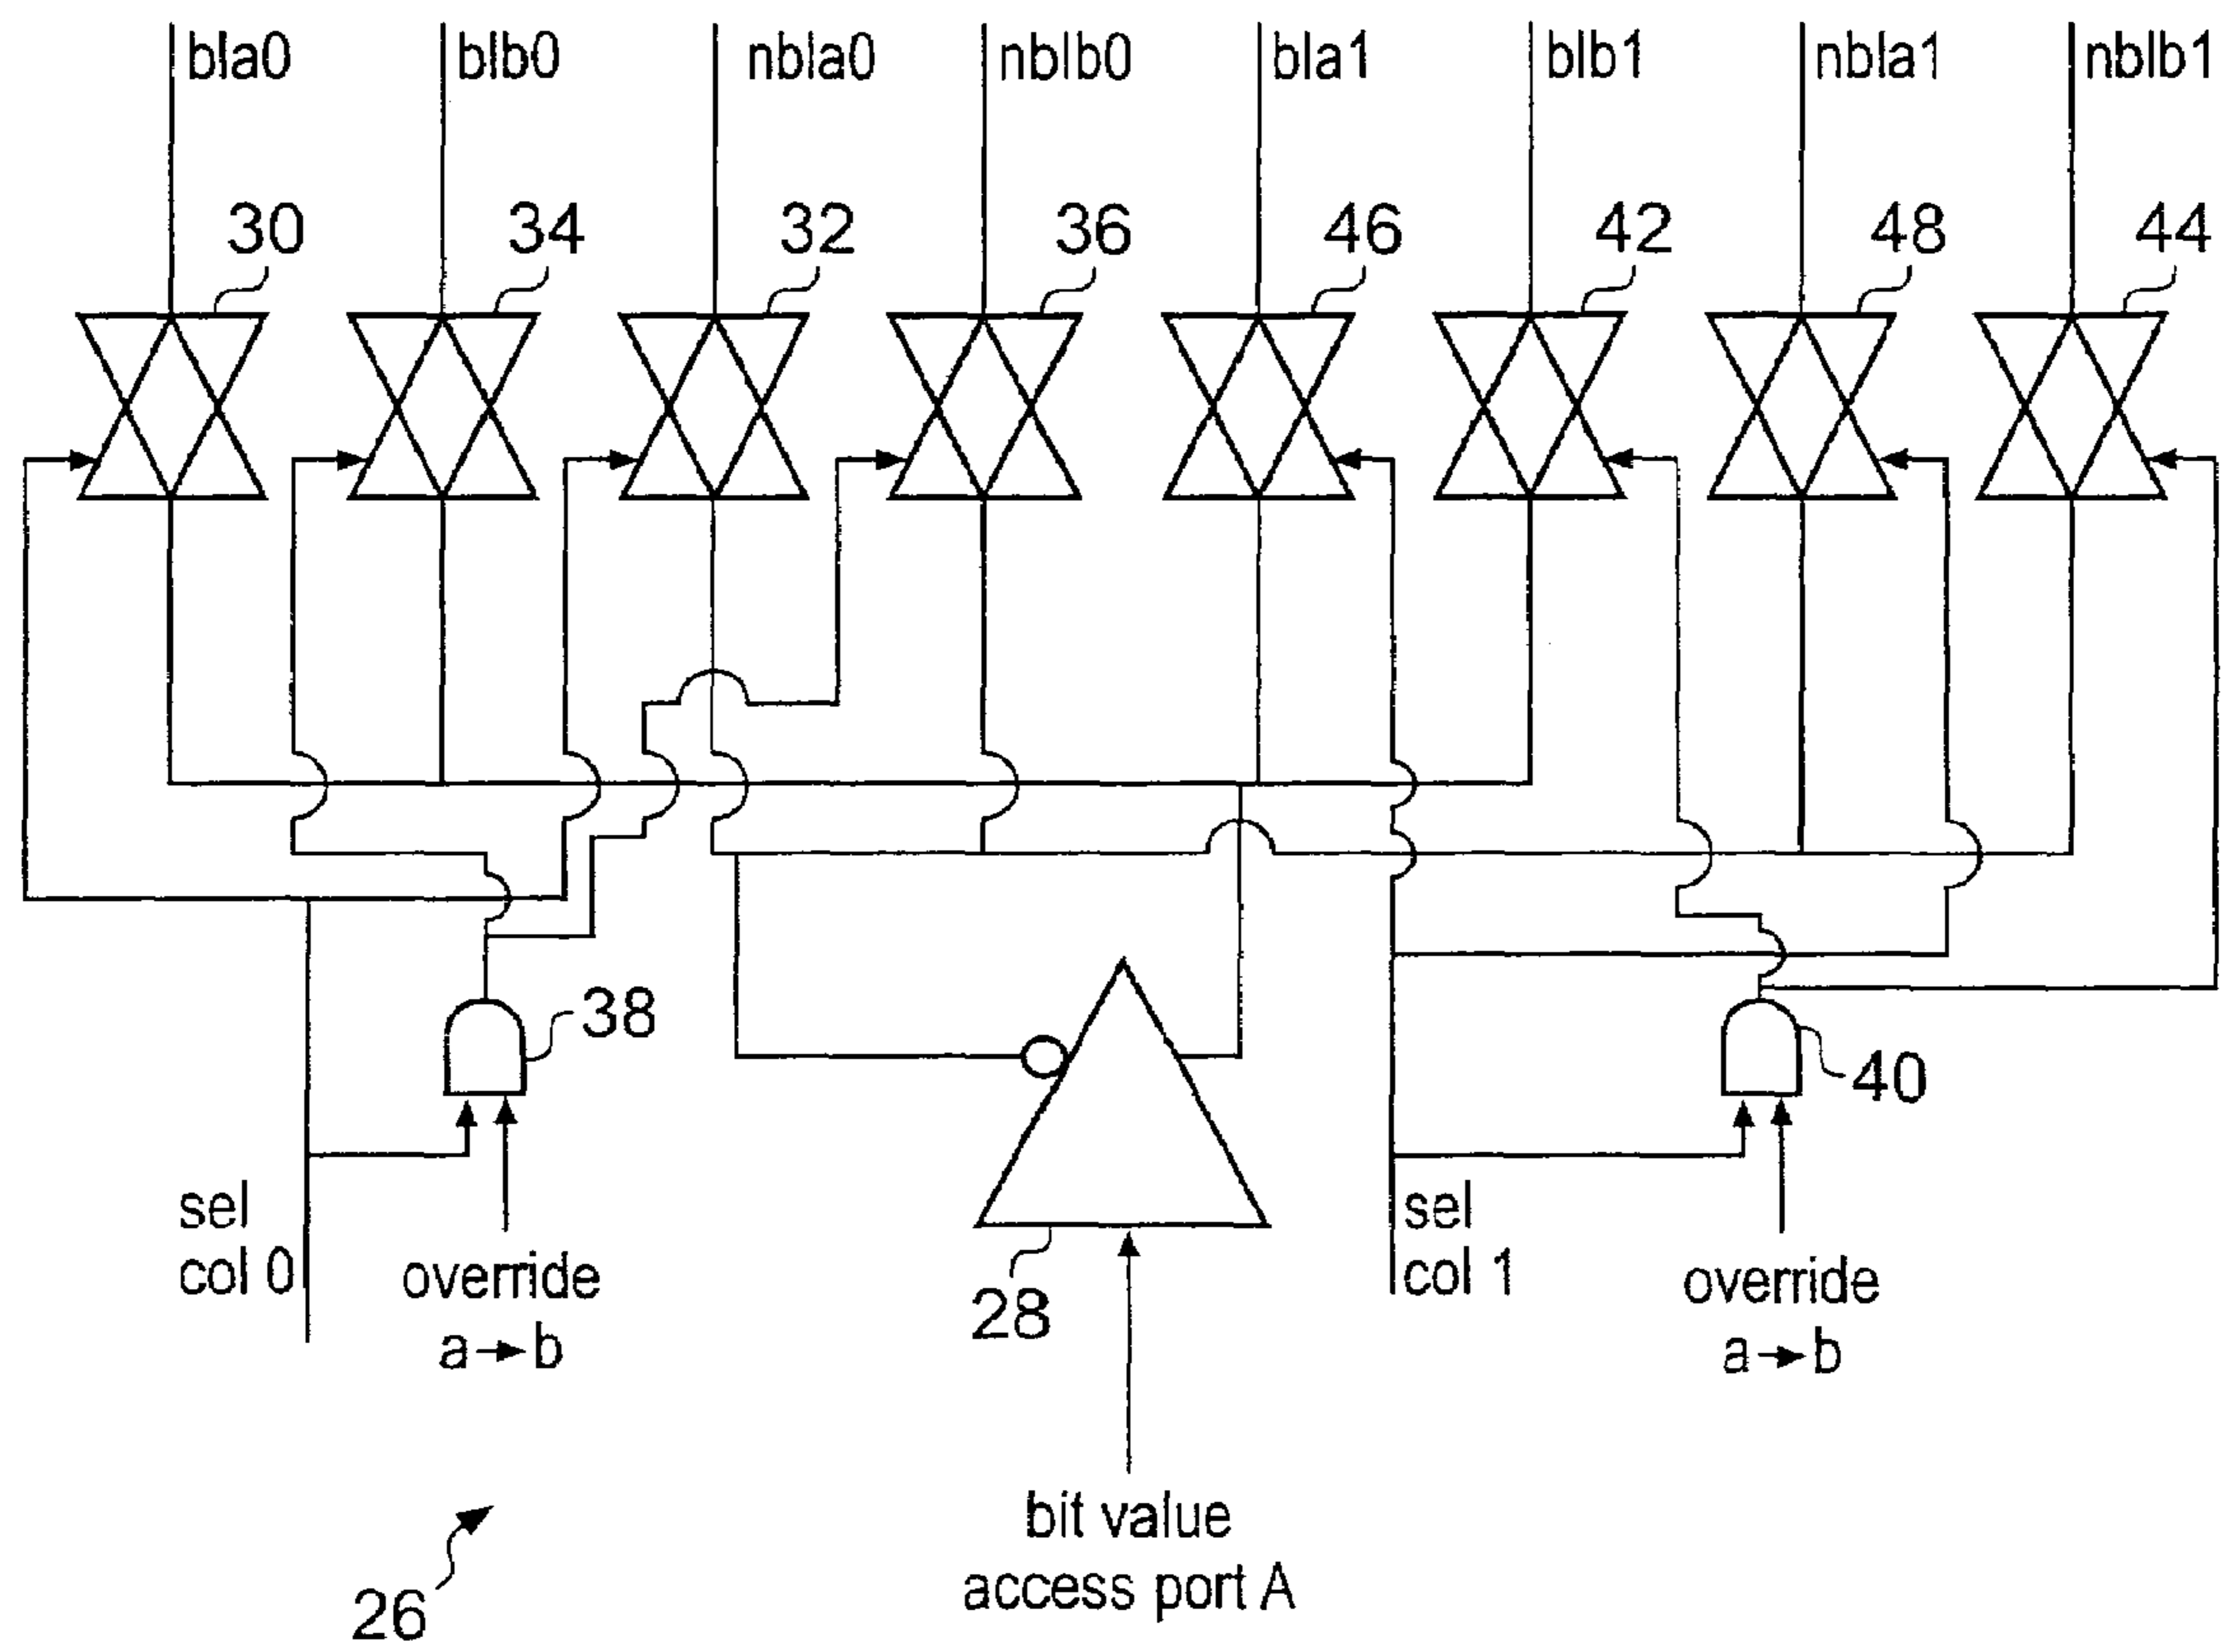 bla0 blb0 nbla0 nblb0 bla1 blb1 nbla1 nblb1
30 34 32 36 46 42 48 44
38
40
sel
col 0
override
a→b
28
sel
col 1
override
a→b
bit value
access port A
26